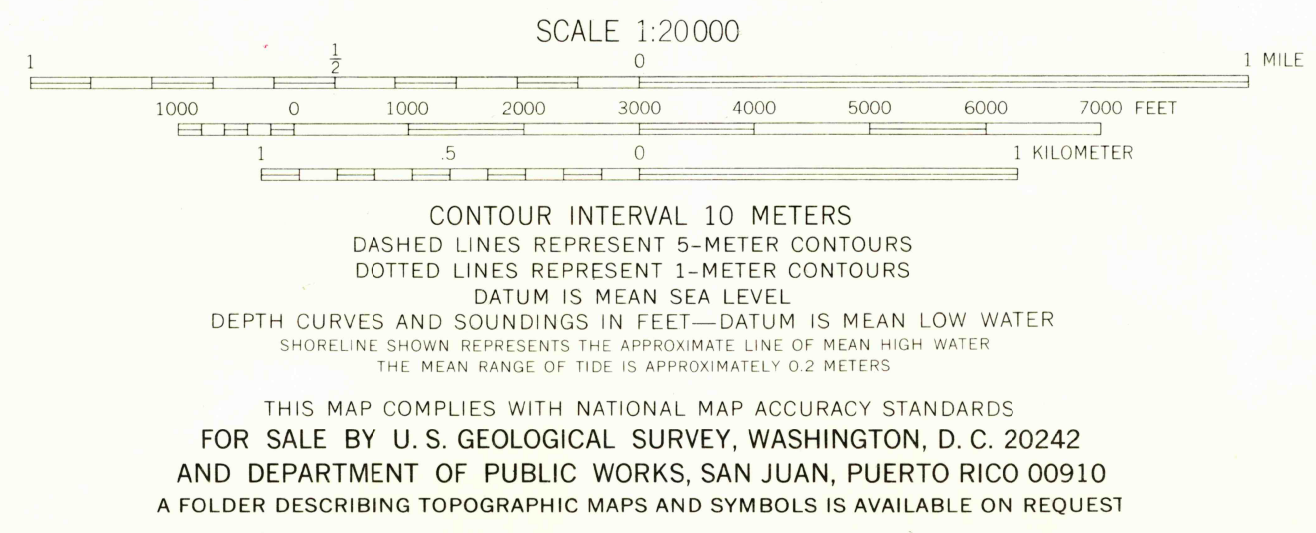 SCALE 1:20000
1 1/2 0 1 MILE
1000 0 1000 2000 3000 4000 5000 6000 7000 FEET
1 .5 0 1 KILOMETER
CONTOUR INTERVAL 10 METERS
DASHED LINES REPRESENT 5-METER CONTOURS
DOTTED LINES REPRESENT 1-METER CONTOURS
DATUM IS MEAN SEA LEVEL
DEPTH CURVES AND SOUNDINGS IN FEET—DATUM IS MEAN LOW WATER
SHORELINE SHOWN REPRESENTS THE APPROXIMATE LINE OF MEAN HIGH WATER
THE MEAN RANGE OF TIDE IS APPROXIMATELY 0.2 METERS
THIS MAP COMPLIES WITH NATIONAL MAP ACCURACY STANDARDS
FOR SALE BY U. S. GEOLOGICAL SURVEY, WASHINGTON, D. C. 20242
AND DEPARTMENT OF PUBLIC WORKS, SAN JUAN, PUERTO RICO 00910
A FOLDER DESCRIBING TOPOGRAPHIC MAPS AND SYMBOLS IS AVAILABLE ON REQUEST